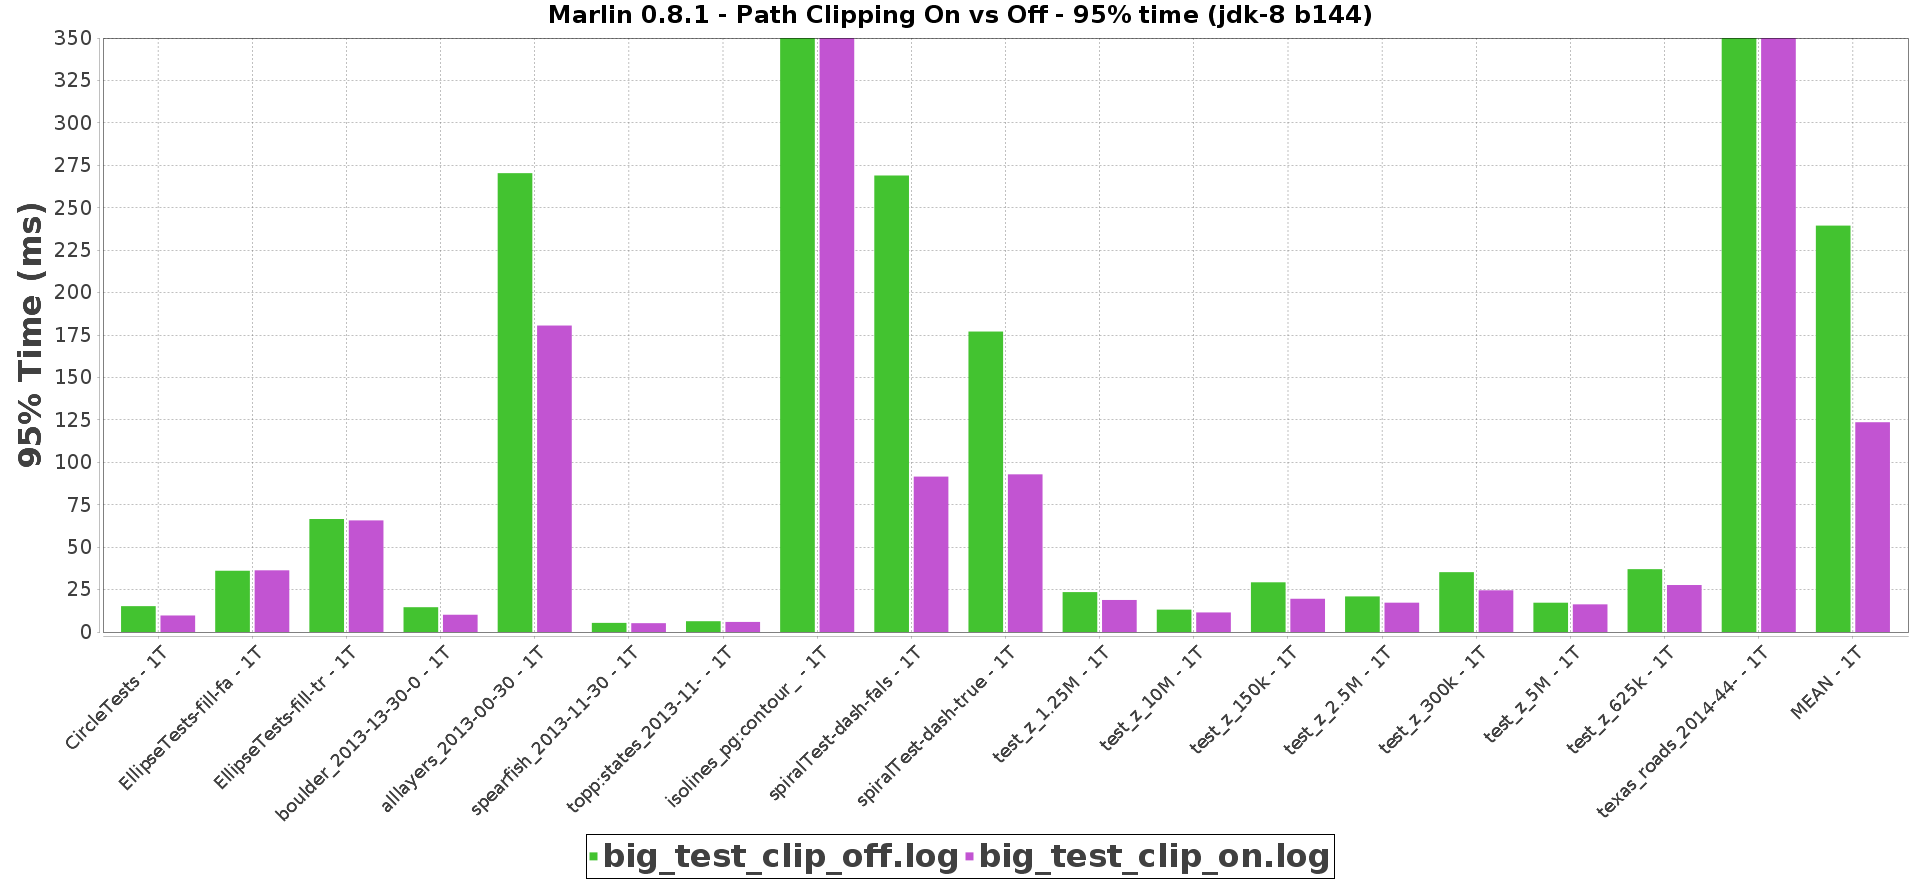 Marlin 0.8.1 - Path Clipping On vs Off - 95% time (jdk-8 b144)
95% Time (ms)
350
325
300
275
250
225
200
175
150
125
100
75
50
25
0
CircleTests - 1T
EllipseTests-fill-fa - 1T
EllipseTests-fill-tr - 1T
boulder_2013-13-30-0 - 1T
alllayers_2013-00-30 - 1T
spearfish_2013-11-30 - 1T
topp:states_2013-11- - 1T
isolines_pg:contour_ - 1T
spiralTest-dash-fals - 1T
spiralTest-dash-true - 1T
test_z_1.25M - 1T
test_z_10M - 1T
test_z_150k - 1T
test_z_2.5M - 1T
test_z_300k - 1T
test_z_5M - 1T
test_z_625k - 1T
texas_roads_2014-44- - 1T
MEAN - 1T
big_test_clip_off.log big_test_clip_on.log